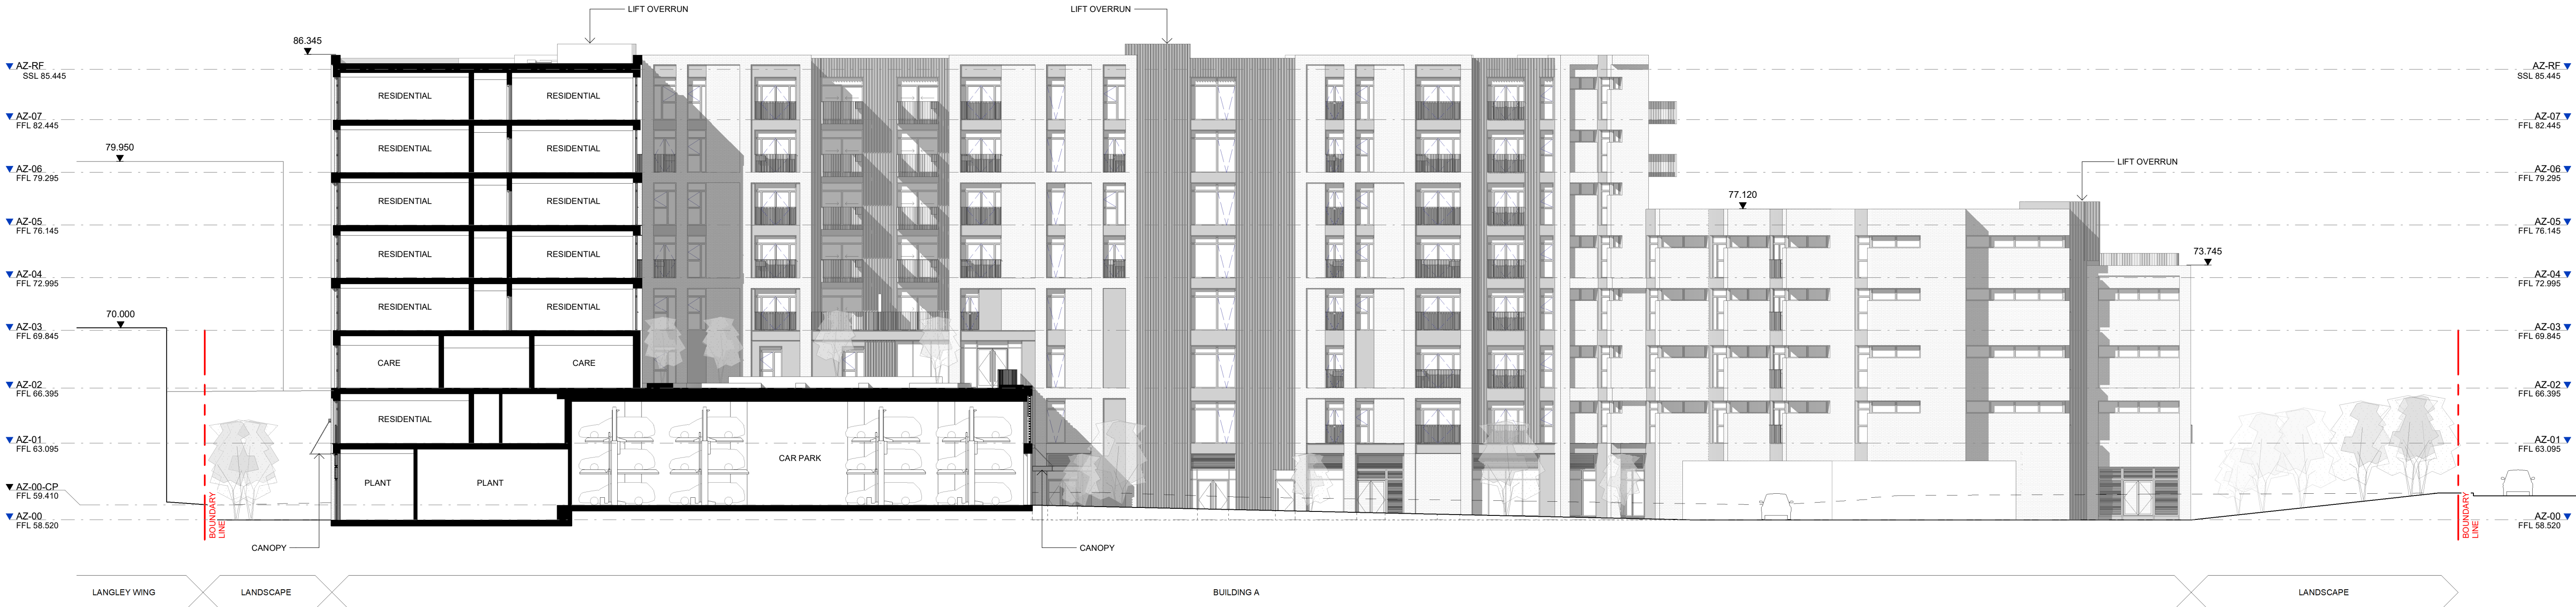 LIFT OVERRUN
LIFT OVERRUN
86.345
AZ-RF
SSL 85.445
AZ-RF
SSL 85.445
RESIDENTIAL
RESIDENTIAL
AZ-07
FFL 82.445
AZ-07
FFL 82.445
79.950
RESIDENTIAL
RESIDENTIAL
LIFT OVERRUN
AZ-06
FFL 79.295
AZ-06
FFL 79.295
77.120
RESIDENTIAL
RESIDENTIAL
AZ-05
FFL 76.145
AZ-05
FFL 76.145
RESIDENTIAL
RESIDENTIAL
73.745
AZ-04
FFL 72.995
AZ-04
FFL 72.995
RESIDENTIAL
RESIDENTIAL
70.000
AZ-03
FFL 69.845
AZ-03
FFL 69.845
CARE
CARE
AZ-02
FFL 66.395
AZ-02
FFL 66.395
RESIDENTIAL
AZ-01
FFL 63.095
AZ-01
FFL 63.095
CAR PARK
PLANT
PLANT
AZ-00-CP
FFL 59.410
AZ-00
FFL 58.520
AZ-00
FFL 58.520
BOUNDARY
LINE
BOUNDARY
LINE
CANOPY
CANOPY
LANGLEY WING
LANDSCAPE
BUILDING A
LANDSCAPE